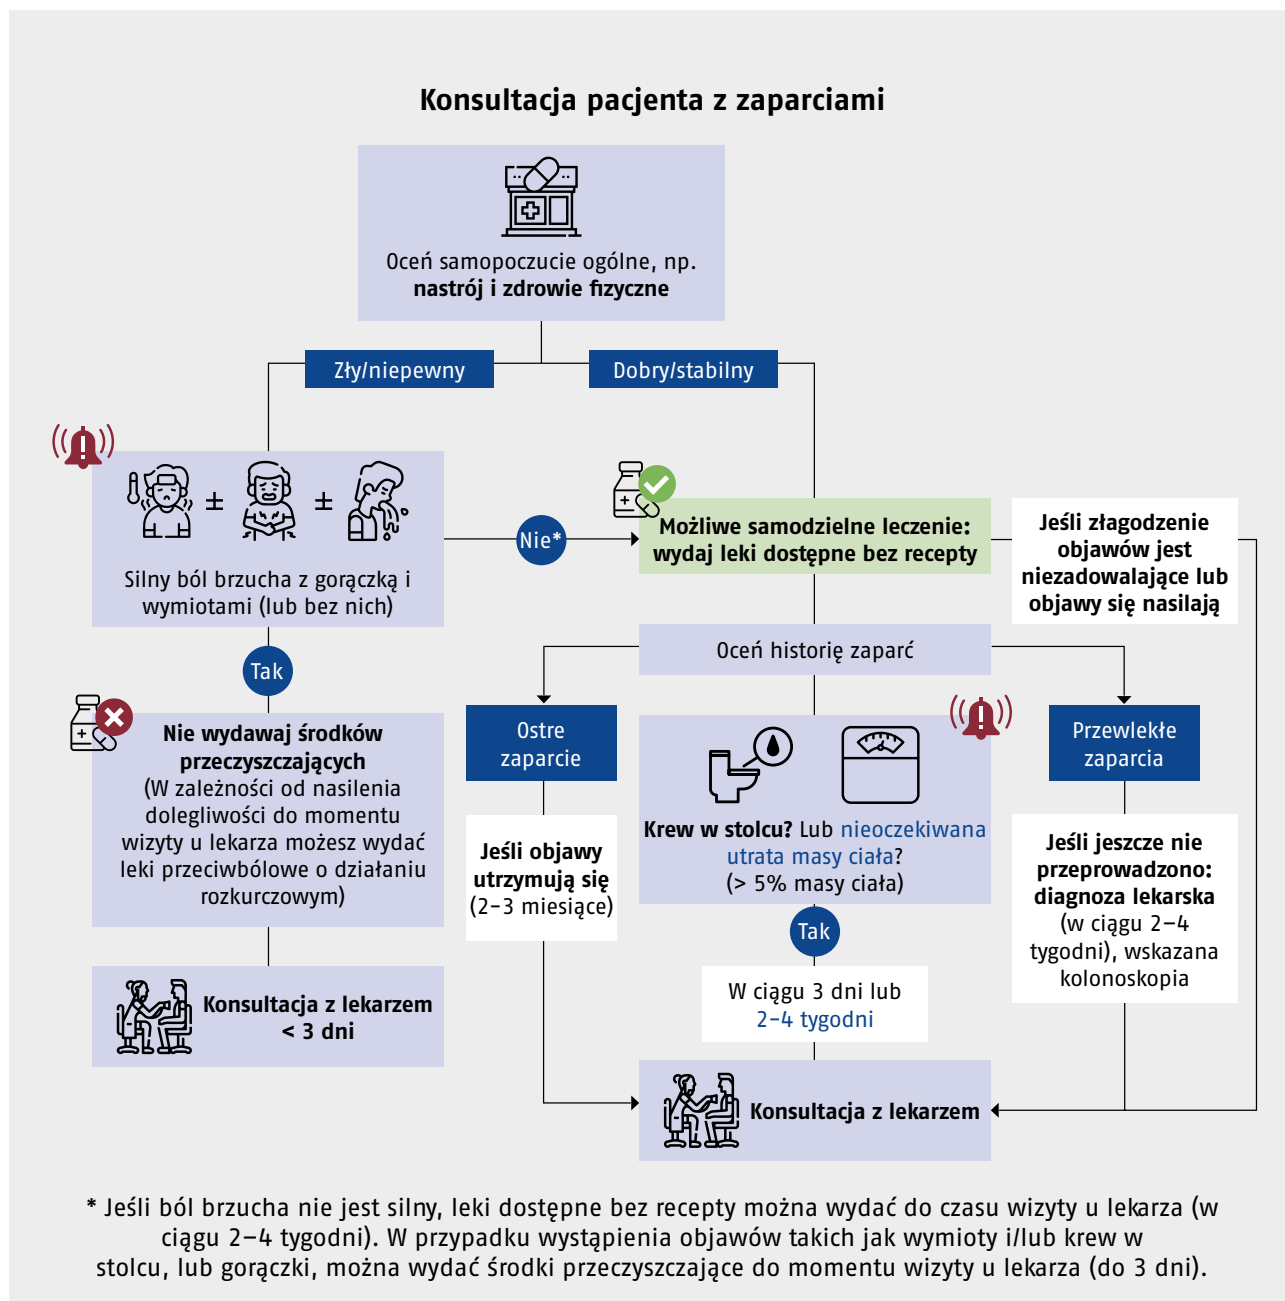 Konsultacja pacjenta z zaparciami
Oceń samopoczucie ogólne, np.
nastrój i zdrowie fizyczne
Zły/niepewny
Dobry/stabilny
± ±
Silny ból brzucha z gorączką i
wymiotami (lub bez nich)
Nie*
Możliwe samodzielne leczenie:
wydaj leki dostępne bez recepty
Jeśli złagodzenie
objawów jest
niezadowalające lub
objawy się nasilają
Tak
Nie wydawaj środków
przeczyszczających
(W zależności od nasilenia
dolegliwości do momentu
wizyty u lekarza możesz wydać
leki przeciwbólowe o działaniu
rozkurczowym)
Konsultacja z lekarzem
< 3 dni
Oceń historię zaparć
Ostre
zaparcie
Jeśli objawy
utrzymują się
(2–3 miesiące)
Krew w stolcu? Lub nieoczekiwana
utrata masy ciała?
(> 5% masy ciała)
Tak
W ciągu 3 dni lub
2–4 tygodni
Przewlekłe
zaparcia
Jeśli jeszcze nie
przeprowadzono:
diagnoza lekarska
(w ciągu 2–4
tygodni), wskazana
kolonoskopia
Konsultacja z lekarzem
* Jeśli ból brzucha nie jest silny, leki dostępne bez recepty można wydać do czasu wizyty u lekarza (w
ciągu 2–4 tygodni). W przypadku wystąpienia objawów takich jak wymioty i/lub krew w
stolcu, lub gorączki, można wydać środki przeczyszczające do momentu wizyty u lekarza (do 3 dni).